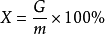 X = G/m × 100%